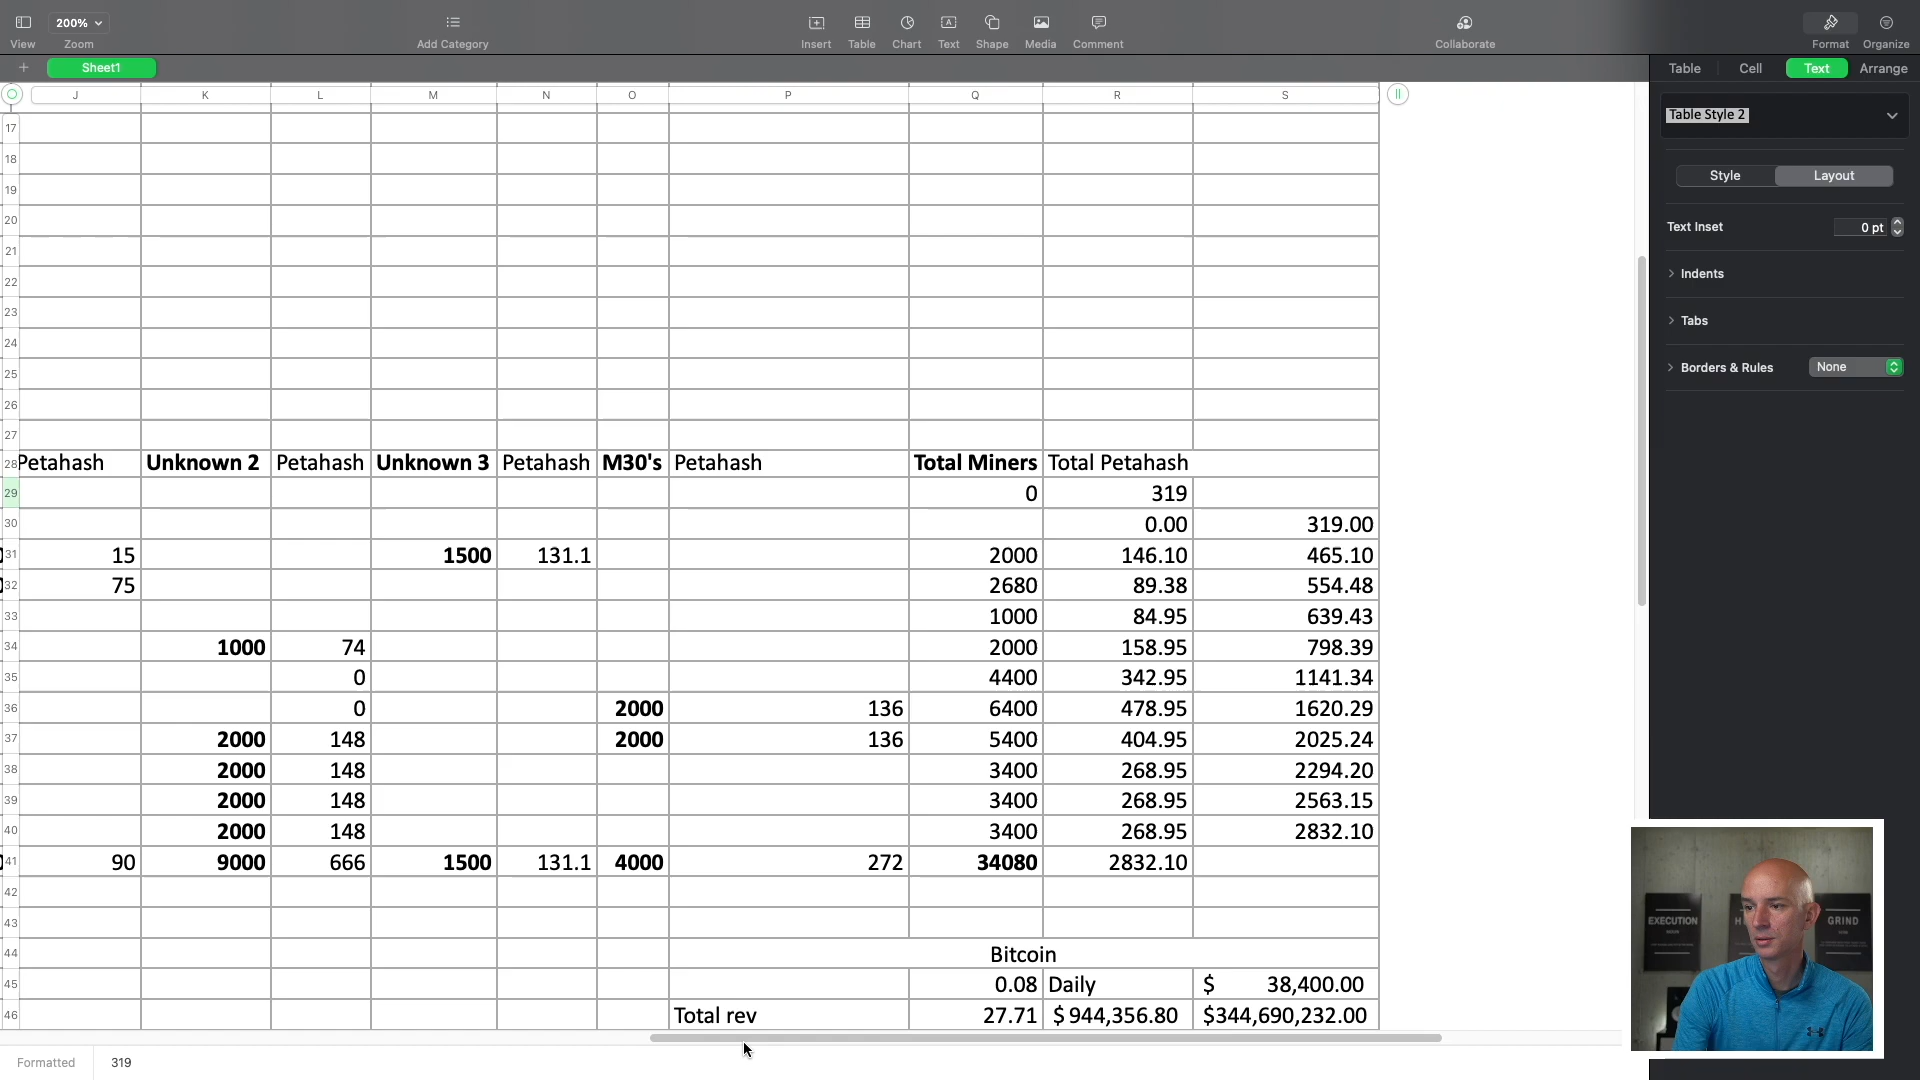 200%
View Zoom Add Category Insert Table Chart Text Shape Media Comment Collaborate Format Organize
Sheet1
Table Cell Text Arrange
J K L M N O P Q R S
Table Style 2
Style Layout
Text Inset 0 pt
Indents
Tabs
Borders & Rules None
17
18
19
20
21
22
23
24
25
26
27
28 Petahash Unknown 2 Petahash Unknown 3 Petahash M30's Petahash Total Miners Total Petahash
29 0 319
30 0.00 319.00
31 15 1500 131.1 2000 146.10 465.10
32 75 2680 89.38 554.48
33 1000 84.95 639.43
34 1000 74 2000 158.95 798.39
35 0 4400 342.95 1141.34
36 0 2000 136 6400 478.95 1620.29
37 2000 148 2000 136 5400 404.95 2025.24
38 2000 148 3400 268.95 2294.20
39 2000 148 3400 268.95 2563.15
40 2000 148 3400 268.95 2832.10
41 90 9000 666 1500 131.1 4000 272 34080 2832.10
42
43
44 Bitcoin
45 0.08 Daily $ 38,400.00
46 Total rev 27.71 $ 944,356.80 $344,690,232.00
Formatted 319
EXECUTION
GRIND